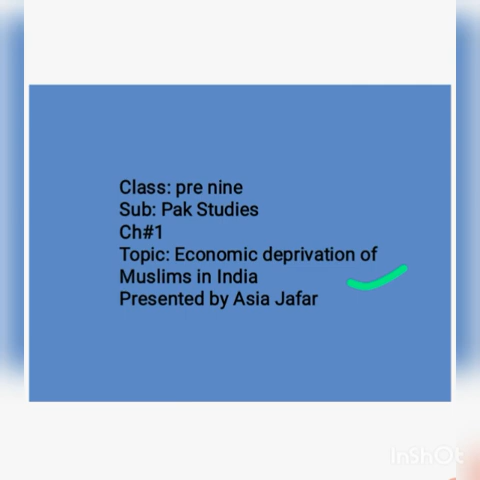 Class: pre nine
Sub: Pak Studies
Ch#1
Topic: Economic deprivation of
Muslims in India
Presented by Asia Jafar
InShOt